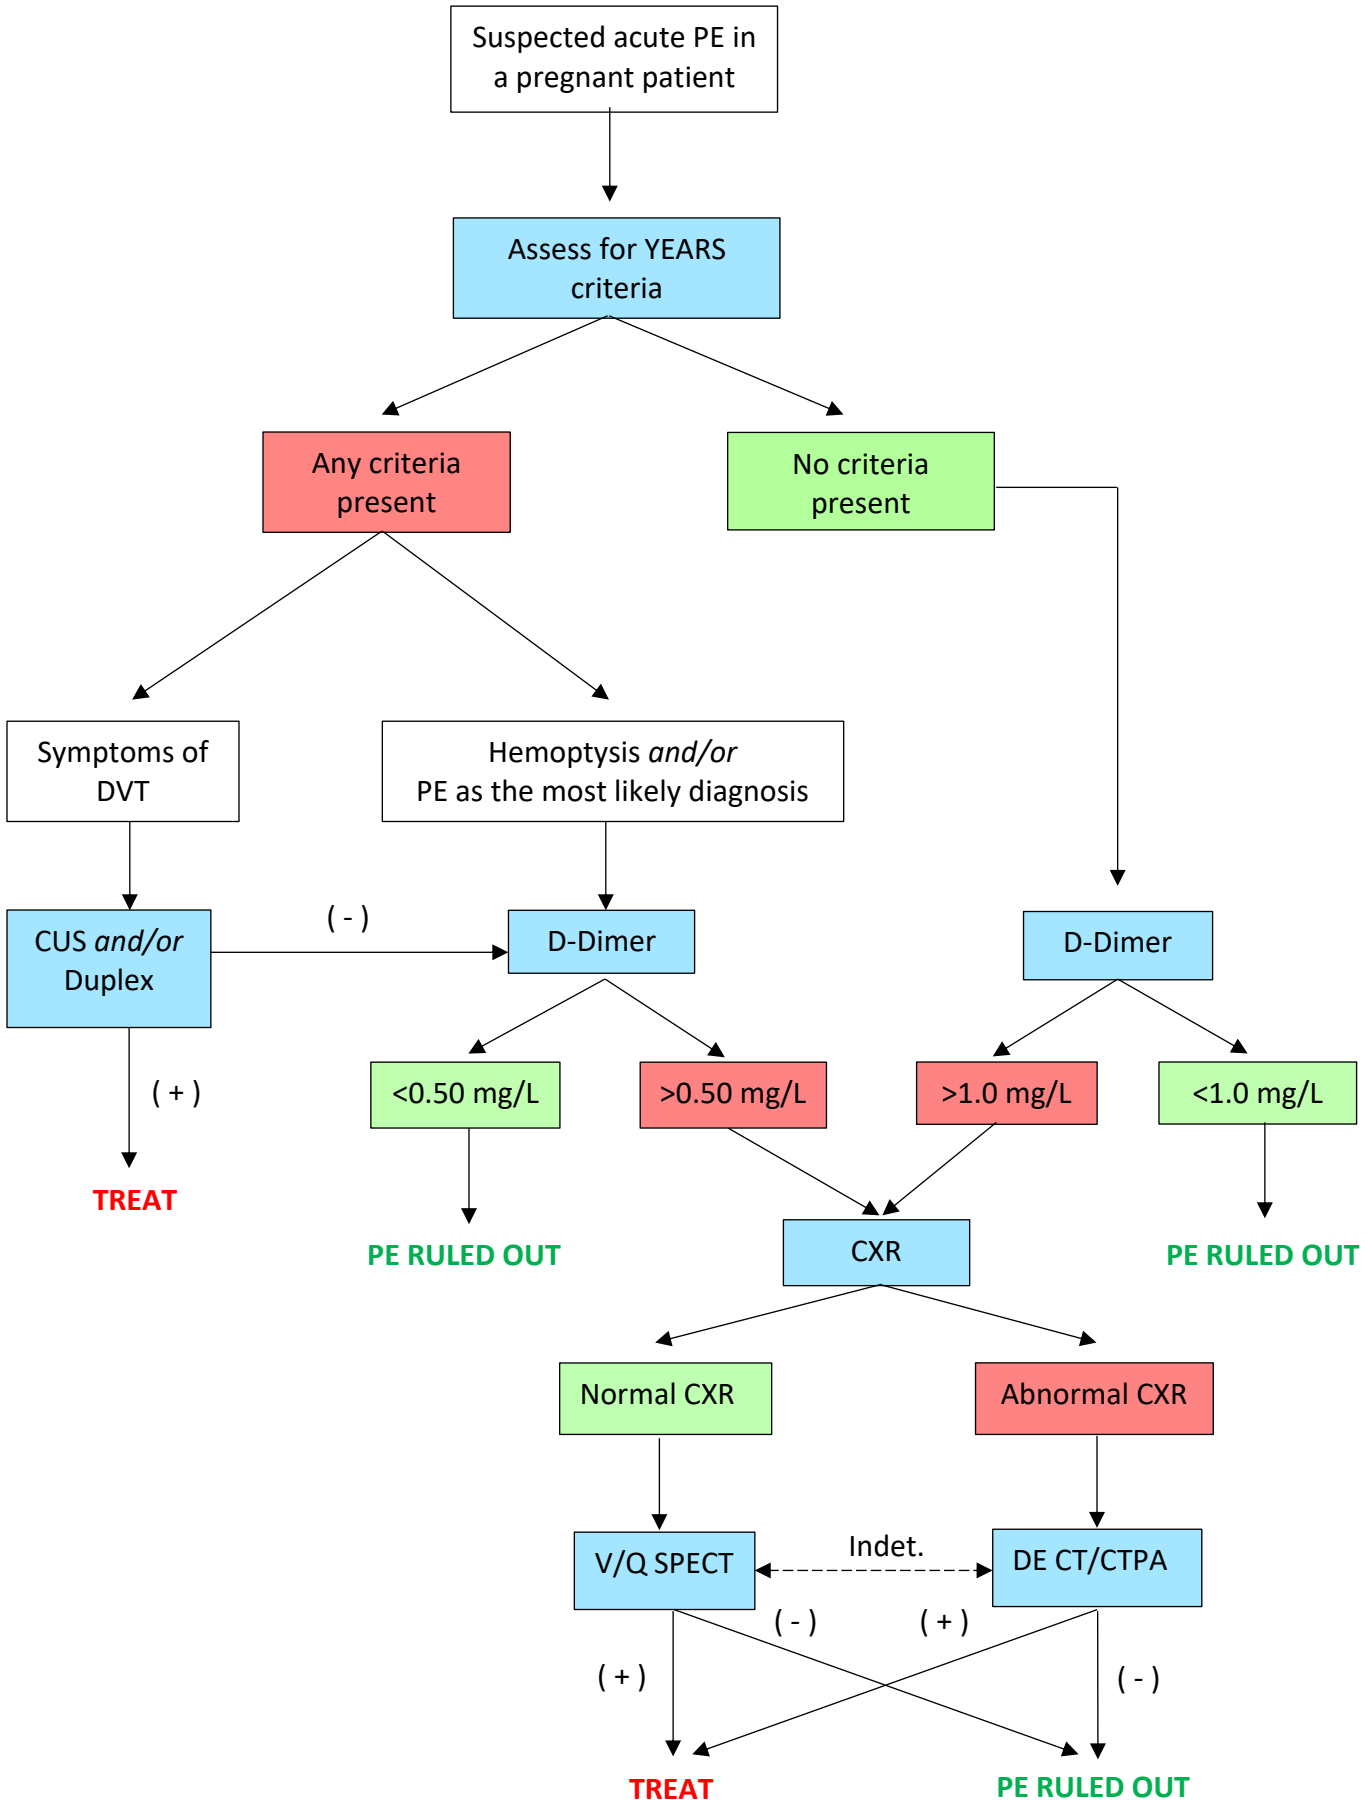 Suspected acute PE in
a pregnant patient
Assess for YEARS
criteria
Any criteria
present
No criteria
present
Symptoms of
DVT
Hemoptysis and/or
PE as the most likely diagnosis
CUS and/or
Duplex
( - )
D-Dimer
D-Dimer
( + )
<0.50 mg/L
>0.50 mg/L
>1.0 mg/L
<1.0 mg/L
TREAT
PE RULED OUT
CXR
PE RULED OUT
Normal CXR
Abnormal CXR
V/Q SPECT
Indet.
DE CT/CTPA
( - )
( + )
( + )
( - )
TREAT
PE RULED OUT